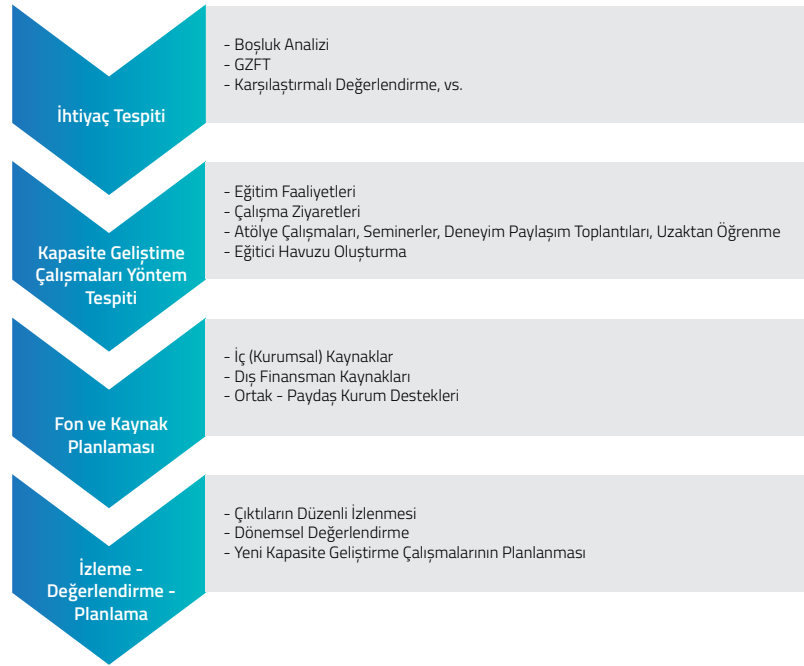 İhtiyaç Tespiti
- Boşluk Analizi
- GZFT
- Karşılaştırmalı Değerlendirme, vs.
Kapasite Geliştime
Çalışmaları Yöntem
Tespiti
- Eğitim Faaliyetleri
- Çalışma Ziyaretleri
- Atölye Çalışmaları, Seminerler, Deneyim Paylaşım Toplantıları, Uzaktan Öğrenme
- Eğitici Havuzu Oluşturma
Fon ve Kaynak
Planlaması
- İç (Kurumsal) Kaynaklar
- Dış Finansman Kaynakları
- Ortak - Paydaş Kurum Destekleri
İzleme -
Değerlendirme -
Planlama
- Çıktıların Düzenli İzlenmesi
- Dönemsel Değerlendirme
- Yeni Kapasite Geliştirme Çalışmalarının Planlanması